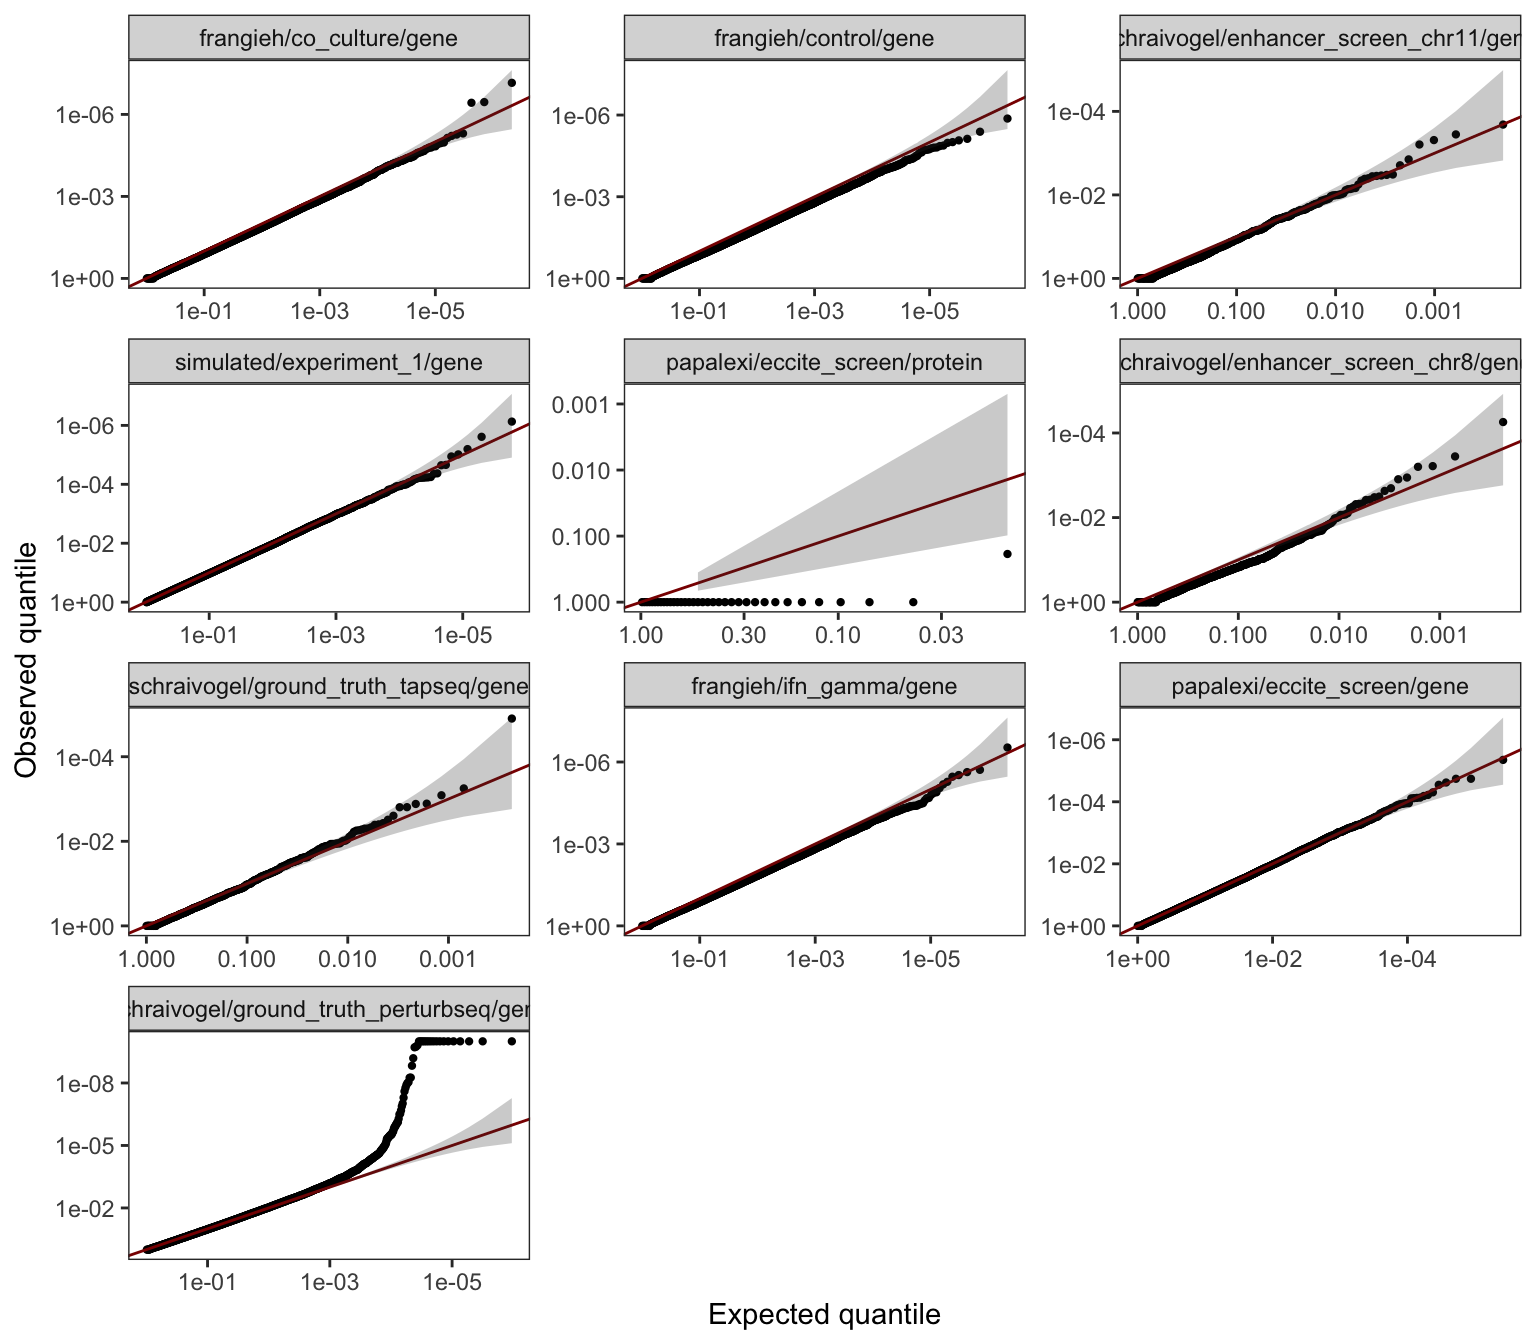 frangieh/co_culture/gene
frangieh/control/gene
chraivogel/enhancer_screen_chr11/gen
1e-06
1e-03
1e+00
1e-01 1e-03 1e-05
1e-06
1e-03
1e+00
1e-01 1e-03 1e-05
1e-04
1e-02
1e+00
1.000 0.100 0.010 0.001
simulated/experiment_1/gene
papalexi/eccite_screen/protein
chraivogel/enhancer_screen_chr8/gen
1e-06
1e-04
1e-02
1e+00
1e-01 1e-03 1e-05
0.001
0.010
0.100
1.000
1.00 0.30 0.10 0.03
1e-04
1e-02
1e+00
1.000 0.100 0.010 0.001
schraivogel/ground_truth_tapseq/gene
frangieh/ifn_gamma/gene
papalexi/eccite_screen/gene
1e-04
1e-02
1e+00
1.000 0.100 0.010 0.001
1e-06
1e-03
1e+00
1e-01 1e-03 1e-05
1e-06
1e-04
1e-02
1e+00
1e+00 1e-02 1e-04
chraivogel/ground_truth_perturbseq/gen
1e-08
1e-05
1e-02
1e-01 1e-03 1e-05
Observed quantile
Expected quantile